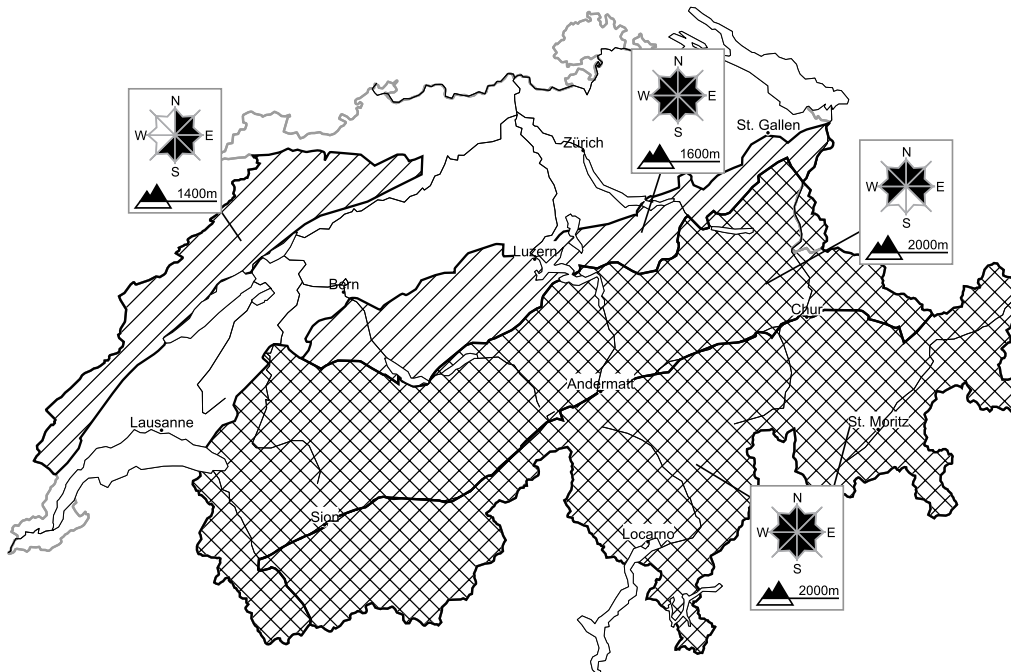 N
W E
S
1400m
N
W E
S
1600m
N
W E
S
2000m
N
W E
S
2000m
Zürich
St. Gallen
Luzern
Bern
Chur
Andermatt
Lausanne
St. Moritz
Sion
Locarno